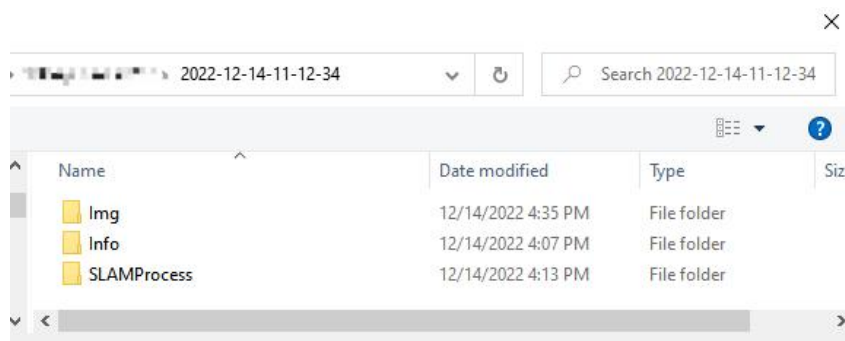 2022-12-14-11-12-34
Search 2022-12-14-11-12-34
?
Name Date modified Type Siz
Img 12/14/2022 4:35 PM File folder
Info 12/14/2022 4:07 PM File folder
SLAMProcess 12/14/2022 4:13 PM File folder